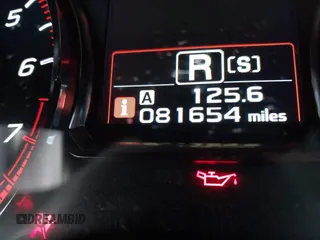 6
R [S]
5
A 125.6
i 081654 miles
7
DREAMBID